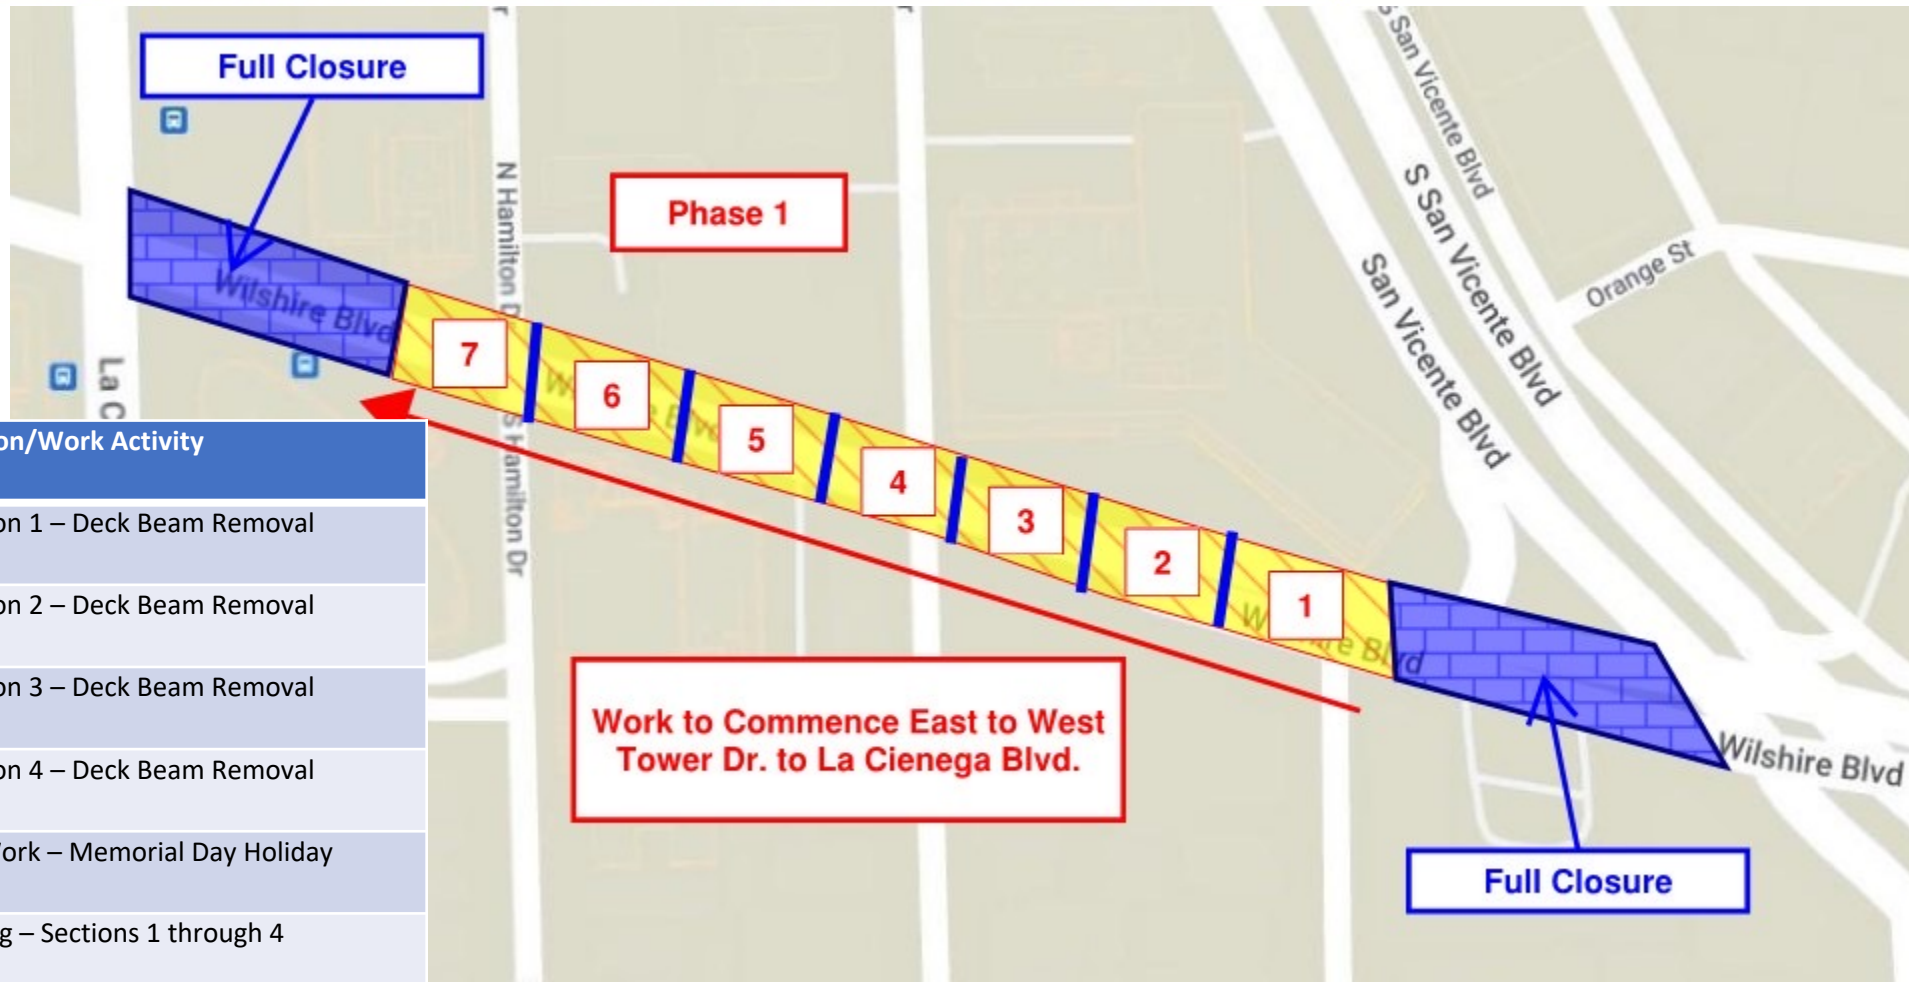 Full Closure
Phase 1
N Hamilton D
S Hamilton Dr
La C
S San Vicente Blvd
S San Vicente Blvd
San Vicente Blvd
Orange St
Wilshire Blvd
7
6
5
4
3
2
1
Wilshire Blvd
Work to Commence East to West
Tower Dr. to La Cienega Blvd.
Full Closure
on/Work Activity
on 1 – Deck Beam Removal
on 2 – Deck Beam Removal
on 3 – Deck Beam Removal
on 4 – Deck Beam Removal
ork – Memorial Day Holiday
g – Sections 1 through 4